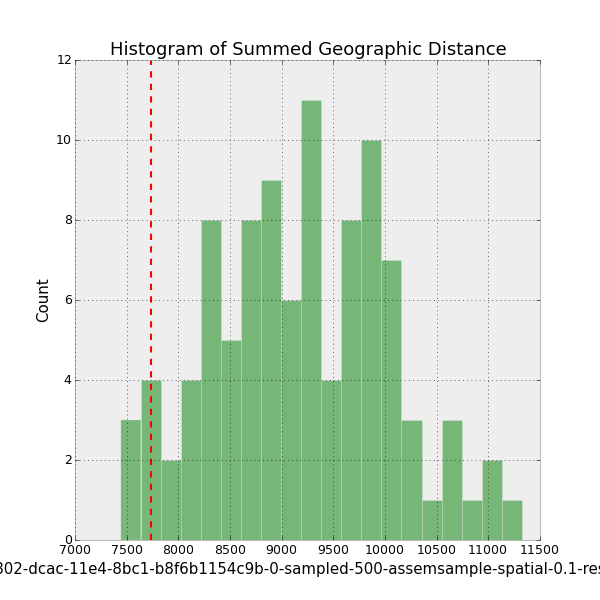 Histogram of Summed Geographic Distance
12
10
8
6
4
2
0
Count
7000 7500 8000 8500 9000 9500 10000 10500 11000 11500
302-dcac-11e4-8bc1-b8f6b1154c9b-0-sampled-500-assemsample-spatial-0.1-res